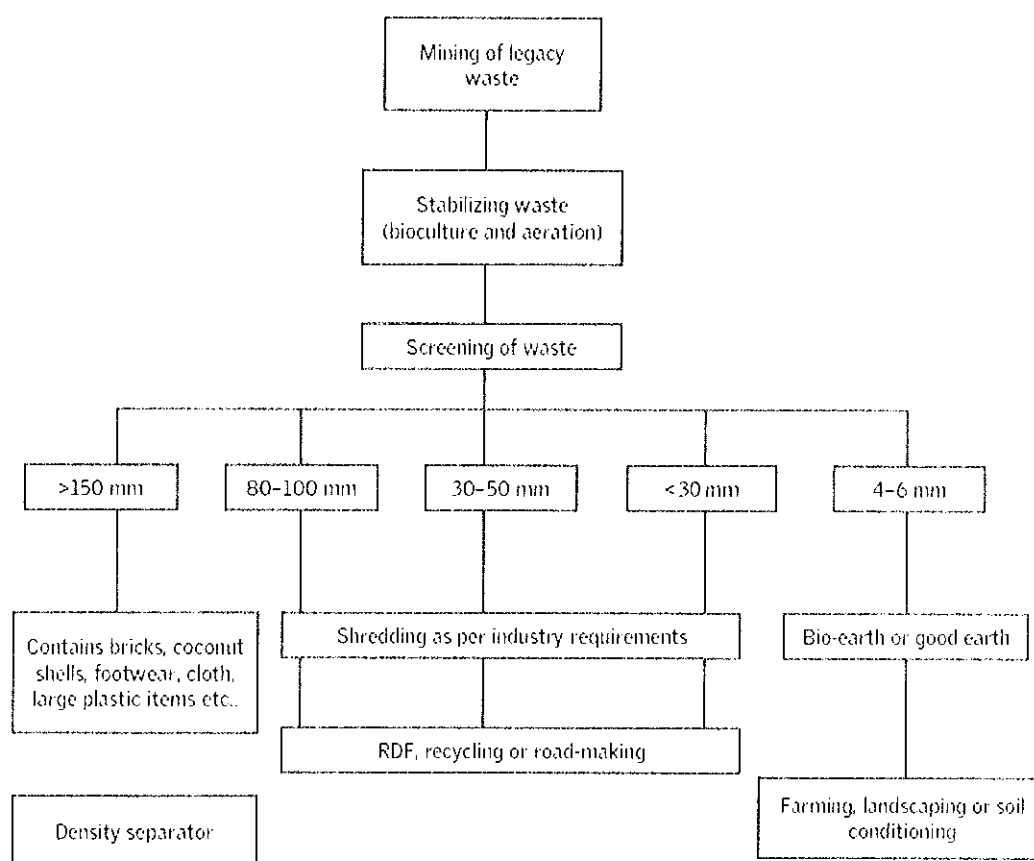 Mining of legacy
waste
Stabilizing waste
(bioculture and aeration)
Screening of waste
>150 mm
80–100 mm
30–50 mm
<30 mm
4–6 mm
Contains bricks, coconut
shells, footwear, cloth,
large plastic items etc..
Shredding as per industry requirements
Bio-earth or good earth
RDF, recycling or road-making
Density separator
Farming, landscaping or soil
conditioning